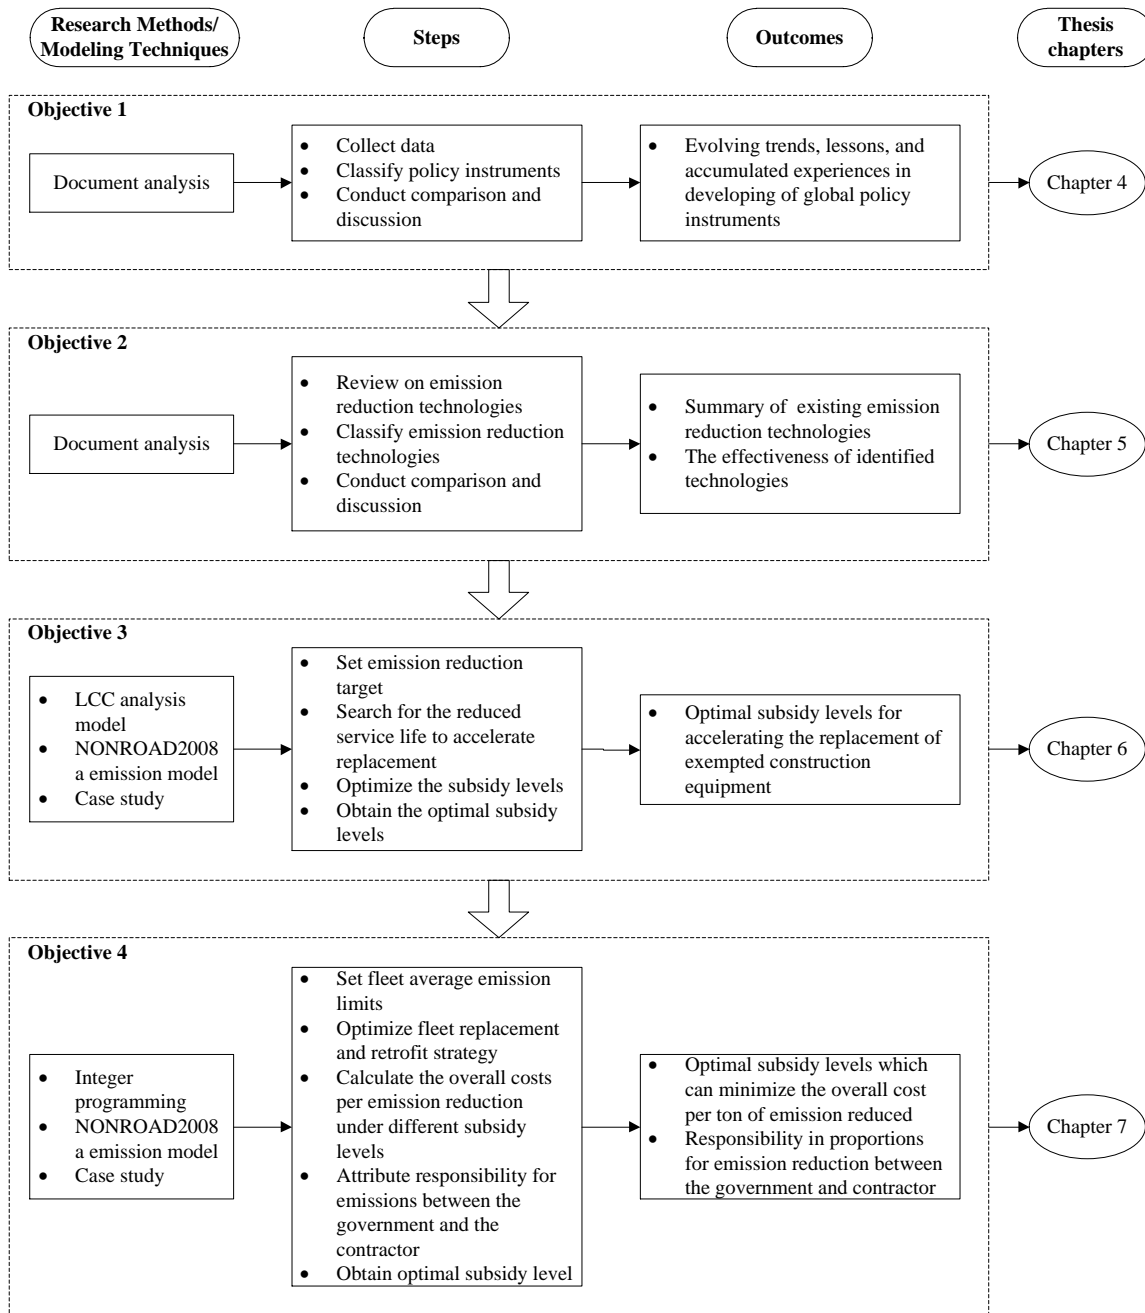 Research Methods/
Modeling Techniques
Steps
Outcomes
Thesis
chapters
Objective 1
Document analysis
• Collect data
• Classify policy instruments
• Conduct comparison and
discussion
• Evolving trends, lessons, and
accumulated experiences in
developing of global policy
instruments
Chapter 4
Objective 2
Document analysis
• Review on emission
reduction technologies
• Classify emission reduction
technologies
• Conduct comparison and
discussion
• Summary of existing emission
reduction technologies
• The effectiveness of identified
technologies
Chapter 5
Objective 3
• LCC analysis
model
• NONROAD2008
a emission model
• Case study
• Set emission reduction
target
• Search for the reduced
service life to accelerate
replacement
• Optimize the subsidy levels
• Obtain the optimal subsidy
levels
• Optimal subsidy levels for
accelerating the replacement of
exempted construction
equipment
Chapter 6
Objective 4
• Integer
programming
• NONROAD2008
a emission model
• Case study
• Set fleet average emission
limits
• Optimize fleet replacement
and retrofit strategy
• Calculate the overall costs
per emission reduction
under different subsidy
levels
• Attribute responsibility for
emissions between the
government and the
contractor
• Obtain optimal subsidy level
• Optimal subsidy levels which
can minimize the overall cost
per ton of emission reduced
• Responsibility in proportions
for emission reduction between
the government and contractor
Chapter 7